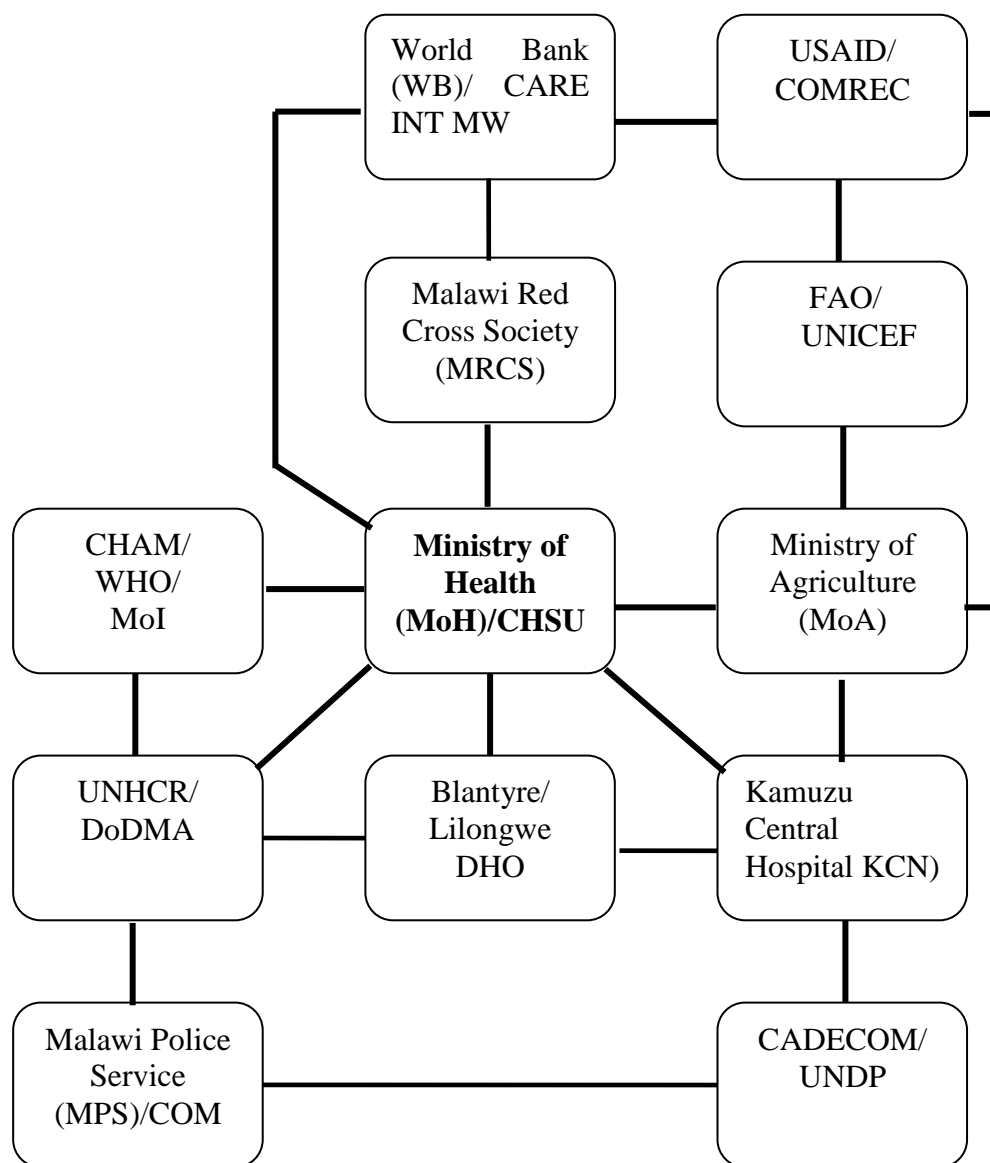 World Bank
(WB)/ CARE
INT MW
USAID/
COMREC
Malawi Red
Cross Society
(MRCS)
FAO/
UNICEF
CHAM/
WHO/
MoI
Ministry of
Health
(MoH)/CHSU
Ministry of
Agriculture
(MoA)
UNHCR/
DoDMA
Blantyre/
Lilongwe
DHO
Kamuzu
Central
Hospital KCN)
Malawi Police
Service
(MPS)/COM
CADECOM/
UNDP